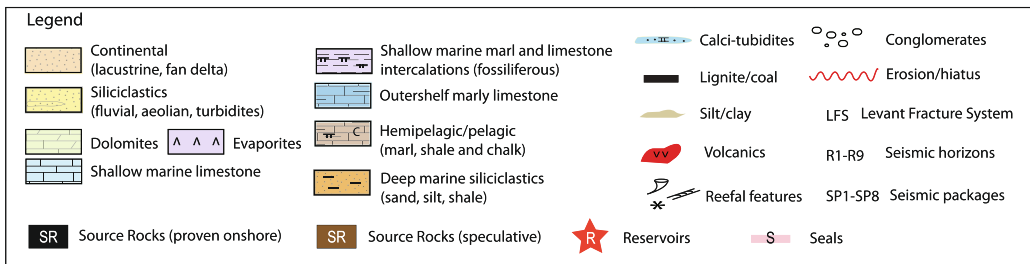 Legend
Continental
(lacustrine, fan delta)
Siliciclastics
(fluvial, aeolian, turbidites)
Dolomites
^ ^ ^ Evaporites
Shallow marine limestone
SR Source Rocks (proven onshore)
Shallow marine marl and limestone
intercalations (fossiliferous)
Outershelf marly limestone
C Hemipelagic/pelagic
(marl, shale and chalk)
Deep marine siliciclastics
(sand, silt, shale)
SR Source Rocks (speculative)
Calci-tubidites
Lignite/coal
Silt/clay
Volcanics
Reefal features
R Reservoirs
Conglomerates
Erosion/hiatus
LFS Levant Fracture System
R1-R9 Seismic horizons
SP1-SP8 Seismic packages
S Seals